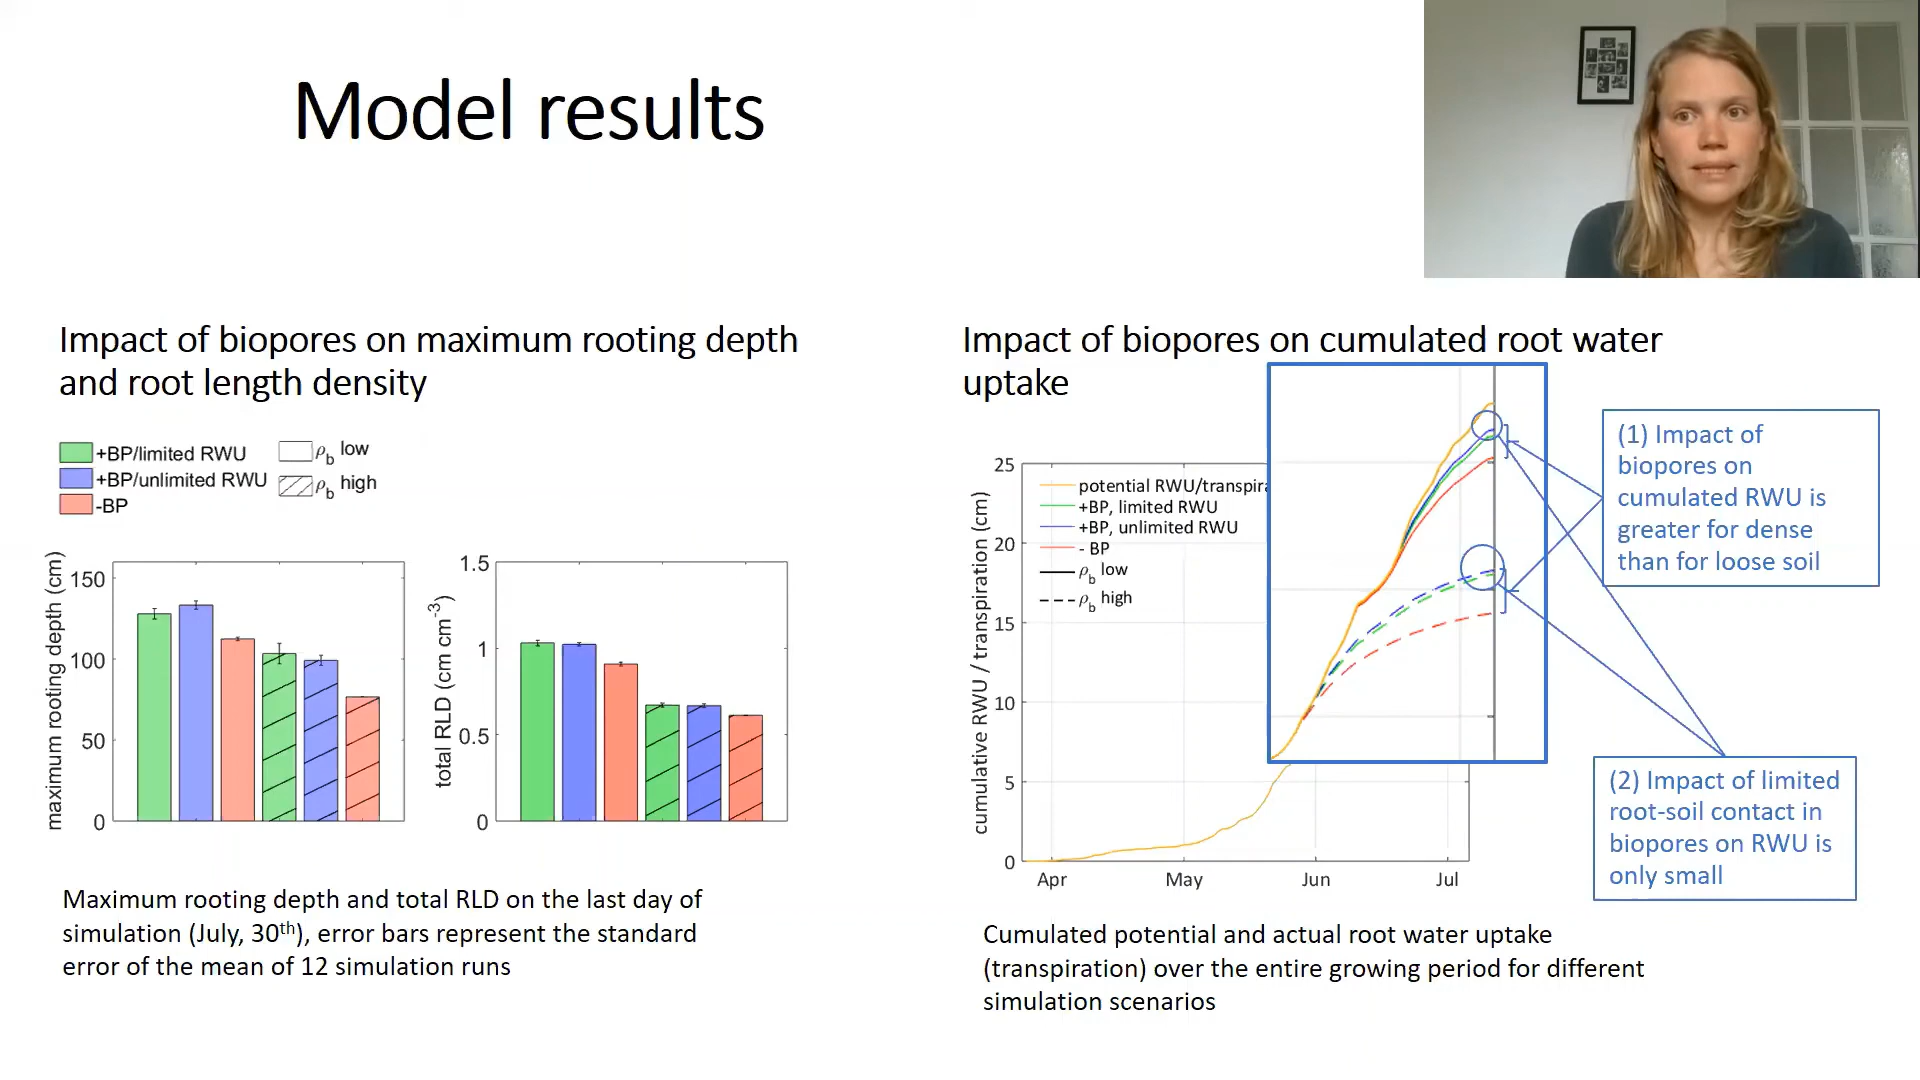 Model results
Impact of biopores on maximum rooting depth
and root length density
+BP/limited RWU
+BP/unlimited RWU
-BP
ρb low
ρb high
maximum rooting depth (cm)
150
100
50
0
total RLD (cm cm-3)
1.5
1
0.5
0
Maximum rooting depth and total RLD on the last day of
simulation (July, 30th), error bars represent the standard
error of the mean of 12 simulation runs
Impact of biopores on cumulated root water
uptake
cumulative RWU / transpiration (cm)
25
20
15
10
5
0
Apr
May
Jun
Jul
potential RWU/transpira
+BP, limited RWU
+BP, unlimited RWU
- BP
ρb low
ρb high
(1) Impact of
biopores on
cumulated RWU is
greater for dense
than for loose soil
(2) Impact of limited
root-soil contact in
biopores on RWU is
only small
Cumulated potential and actual root water uptake
(transpiration) over the entire growing period for different
simulation scenarios